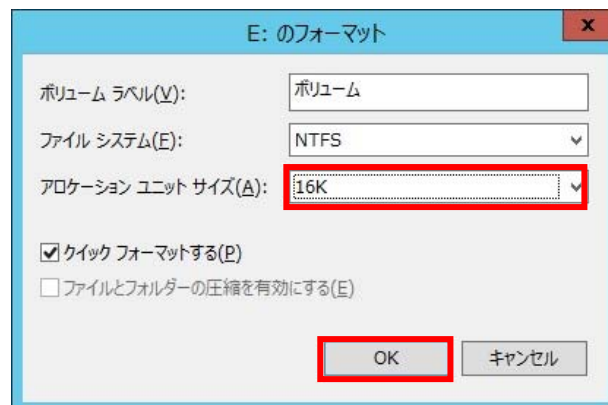 E: のフォーマット
x
ボリューム ラベル(V):
ボリューム
ファイル システム(F):
NTFS
アロケーション ユニット サイズ(A):
16K
クイック フォーマットする(P)
ファイルとフォルダーの圧縮を有効にする(E)
OK
キャンセル